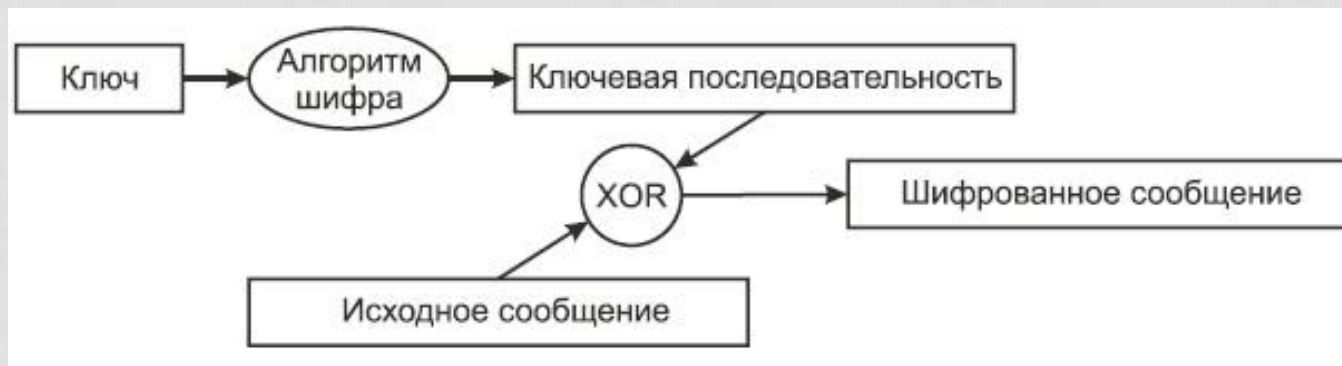 Ключ
Алгоритм
шифра
Ключевая последовательность
XOR
Шифрованное сообщение
Исходное сообщение